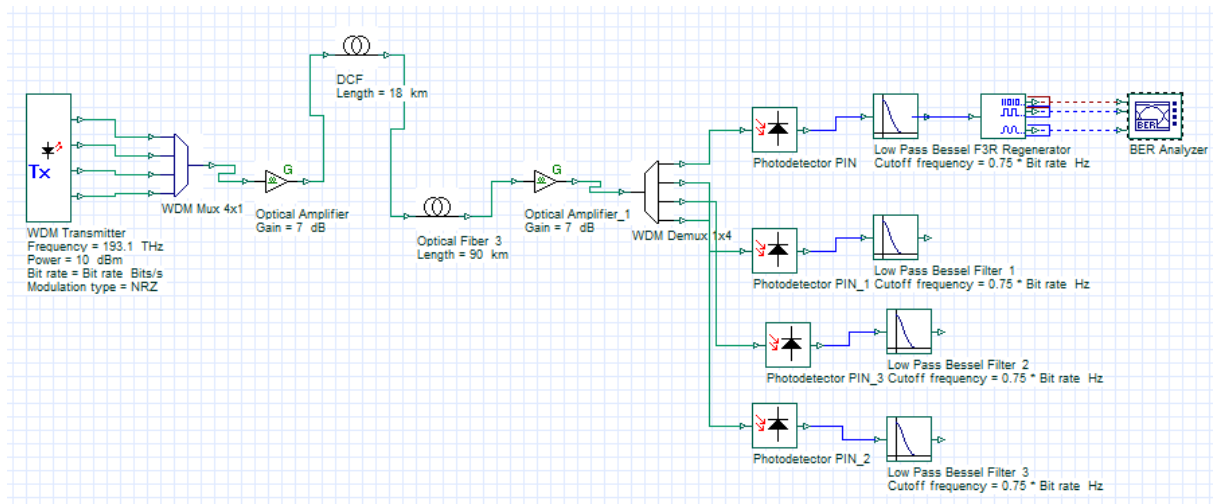 DCF
Length = 18 km
Tx
WDM Mux 4x1
WDM Transmitter
Frequency = 193.1 THz
Power = 10 dBm
Bit rate = Bit rate Bits/s
Modulation type = NRZ
G
Optical Amplifier
Gain = 7 dB
Optical Fiber 3
Length = 90 km
G
Optical Amplifier_1
Gain = 7 dB
WDM Demux 1x4
Photodetector PIN
Low Pass Bessel F3R Regenerator
Cutoff frequency = 0.75 * Bit rate Hz
BER
BER Analyzer
Photodetector PIN_1
Low Pass Bessel Filter 1
Cutoff frequency = 0.75 * Bit rate Hz
Photodetector PIN_3
Low Pass Bessel Filter 2
Cutoff frequency = 0.75 * Bit rate Hz
Photodetector PIN_2
Low Pass Bessel Filter 3
Cutoff frequency = 0.75 * Bit rate Hz